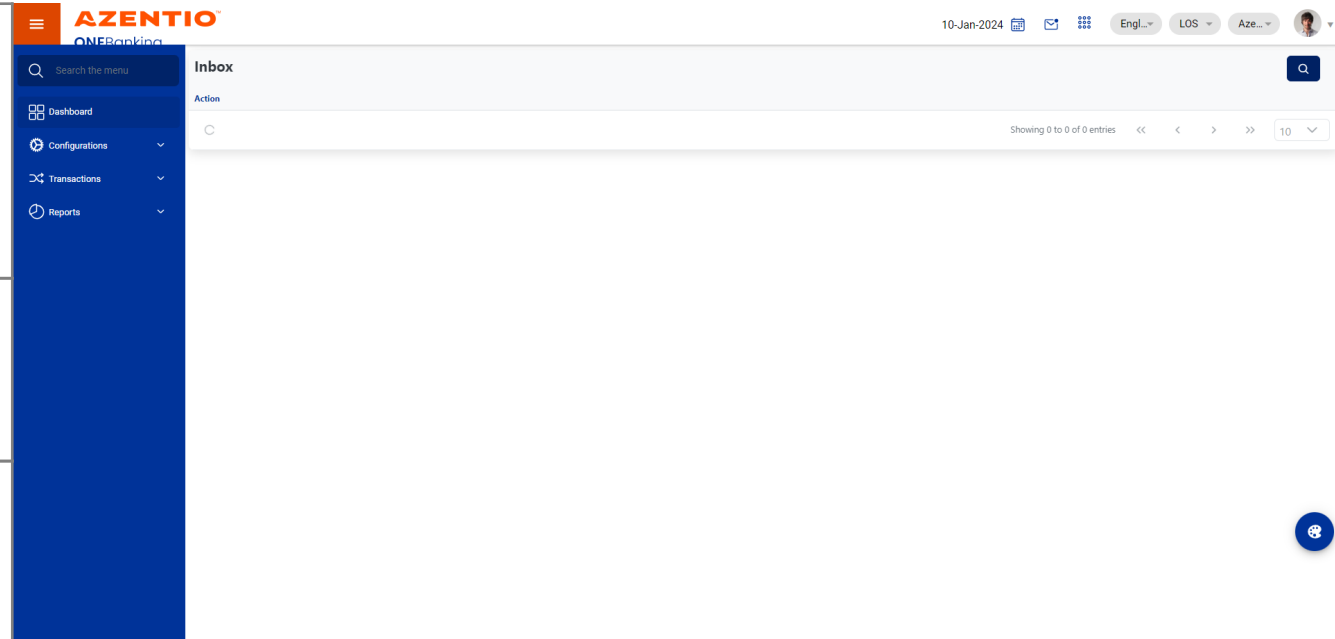 AZENTIO™
ONEBanking
10-Jan-2024
Engl...
LOS
Aze...
Search the menu
Dashboard
Configurations
Transactions
Reports
Inbox
Action
Showing 0 to 0 of 0 entries
10